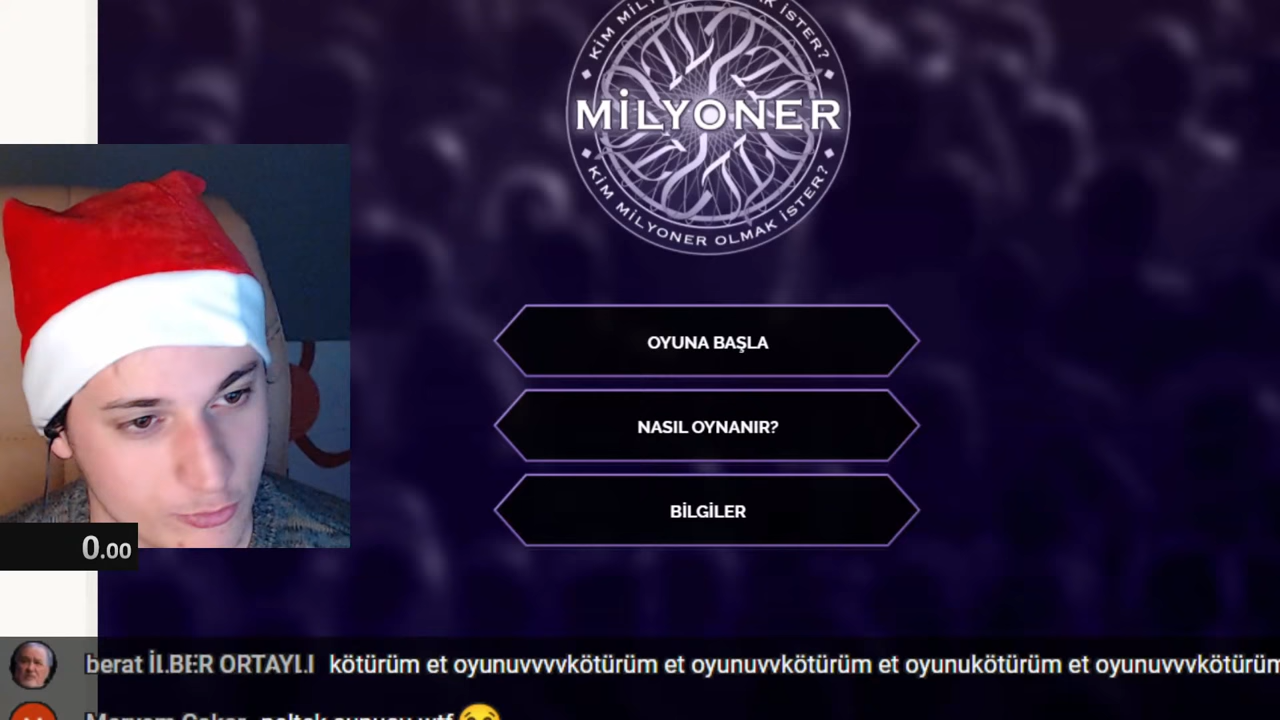 KİM MİLYONER OLMAK İSTER?
MİLYONER
KİM MİLYONER OLMAK İSTER?
OYUNA BAŞLA
NASIL OYNANIR?
BİLGİLER
0.00
berat İLBER ORTAYLI kötürüm et oyunuvvvvkötürüm et oyunuvvkötürüm et oyunukötürüm et oyunuvvvkötürüm